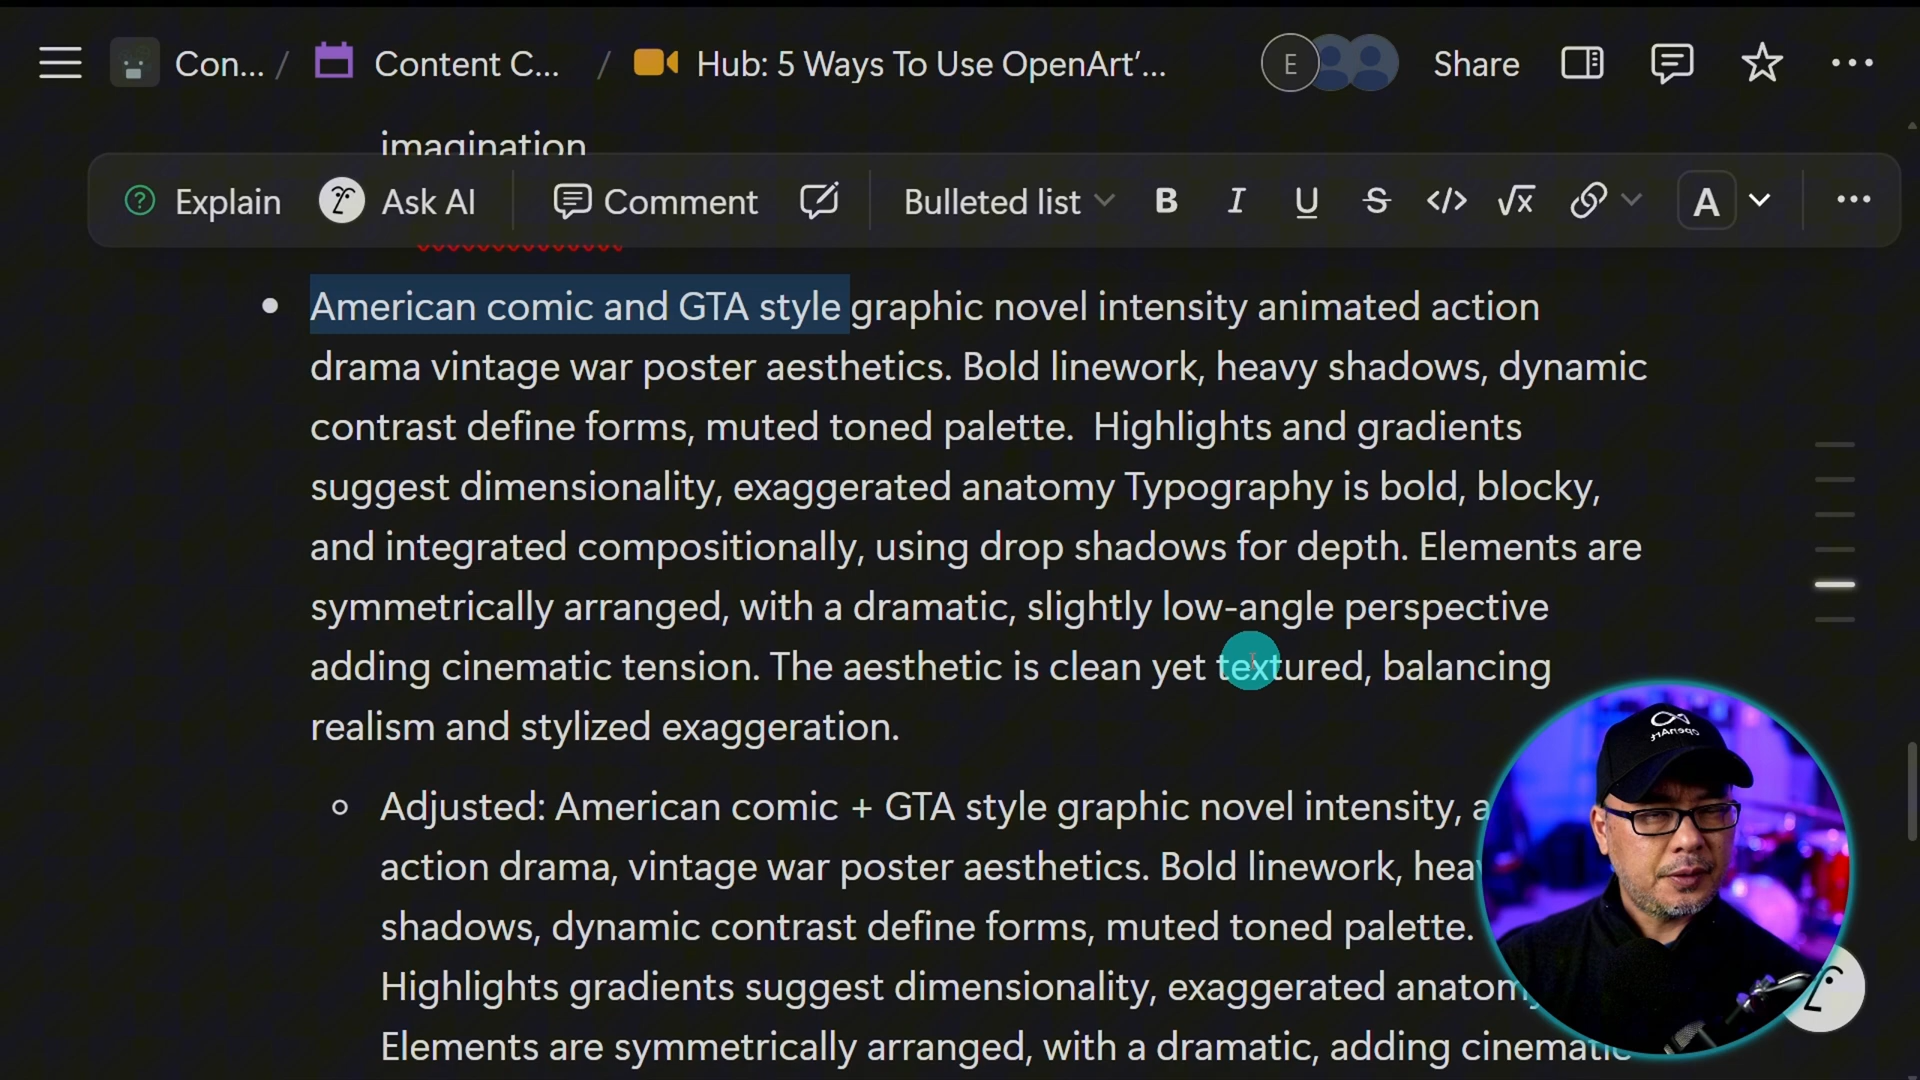 Con... / Content C... / Hub: 5 Ways To Use OpenArt'... E Share
imagination
Explain Ask AI Comment Bulleted list B I U S </> √x A
American comic and GTA style graphic novel intensity animated action
drama vintage war poster aesthetics. Bold linework, heavy shadows, dynamic
contrast define forms, muted toned palette.  Highlights and gradients
suggest dimensionality, exaggerated anatomy Typography is bold, blocky,
and integrated compositionally, using drop shadows for depth. Elements are
symmetrically arranged, with a dramatic, slightly low-angle perspective
adding cinematic tension. The aesthetic is clean yet textured, balancing
realism and stylized exaggeration.
Adjusted: American comic + GTA style graphic novel intensity,
action drama, vintage war poster aesthetics. Bold linework,
shadows, dynamic contrast define forms, muted toned palette.
Highlights gradients suggest dimensionality, exaggerated anatomy
Elements are symmetrically arranged, with a dramatic, adding cinematic
OpenArt